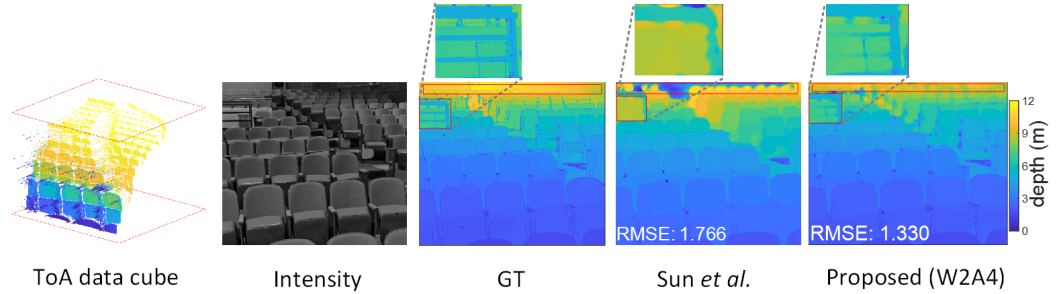 12
9
6
3
0
depth (m)
RMSE: 1.766
RMSE: 1.330
ToA data cube
Intensity
GT
Sun et al.
Proposed (W2A4)